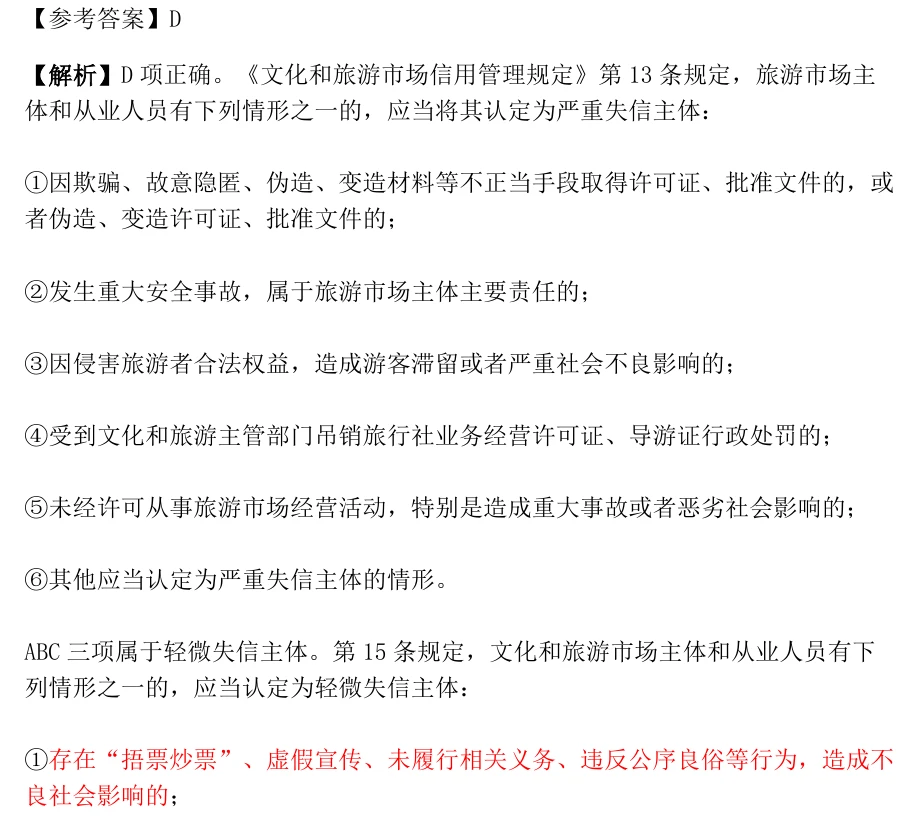 【参考答案】D
【解析】D 项正确。《文化和旅游市场信用管理规定》第 13 条规定，旅游市场主
体和从业人员有下列情形之一的，应当将其认定为严重失信主体：
①因欺骗、故意隐匿、伪造、变造材料等不正当手段取得许可证、批准文件的，或
者伪造、变造许可证、批准文件的；
②发生重大安全事故，属于旅游市场主体主要责任的；
③因侵害旅游者合法权益，造成游客滞留或者严重社会不良影响的；
④受到文化和旅游主管部门吊销旅行社业务经营许可证、导游证行政处罚的；
⑤未经许可从事旅游市场经营活动，特别是造成重大事故或者恶劣社会影响的；
⑥其他应当认定为严重失信主体的情形。
ABC 三项属于轻微失信主体。第 15 条规定，文化和旅游市场主体和从业人员有下
列情形之一的，应当认定为轻微失信主体：
①存在“捂票炒票”、虚假宣传、未履行相关义务、违反公序良俗等行为，造成不
良社会影响的；